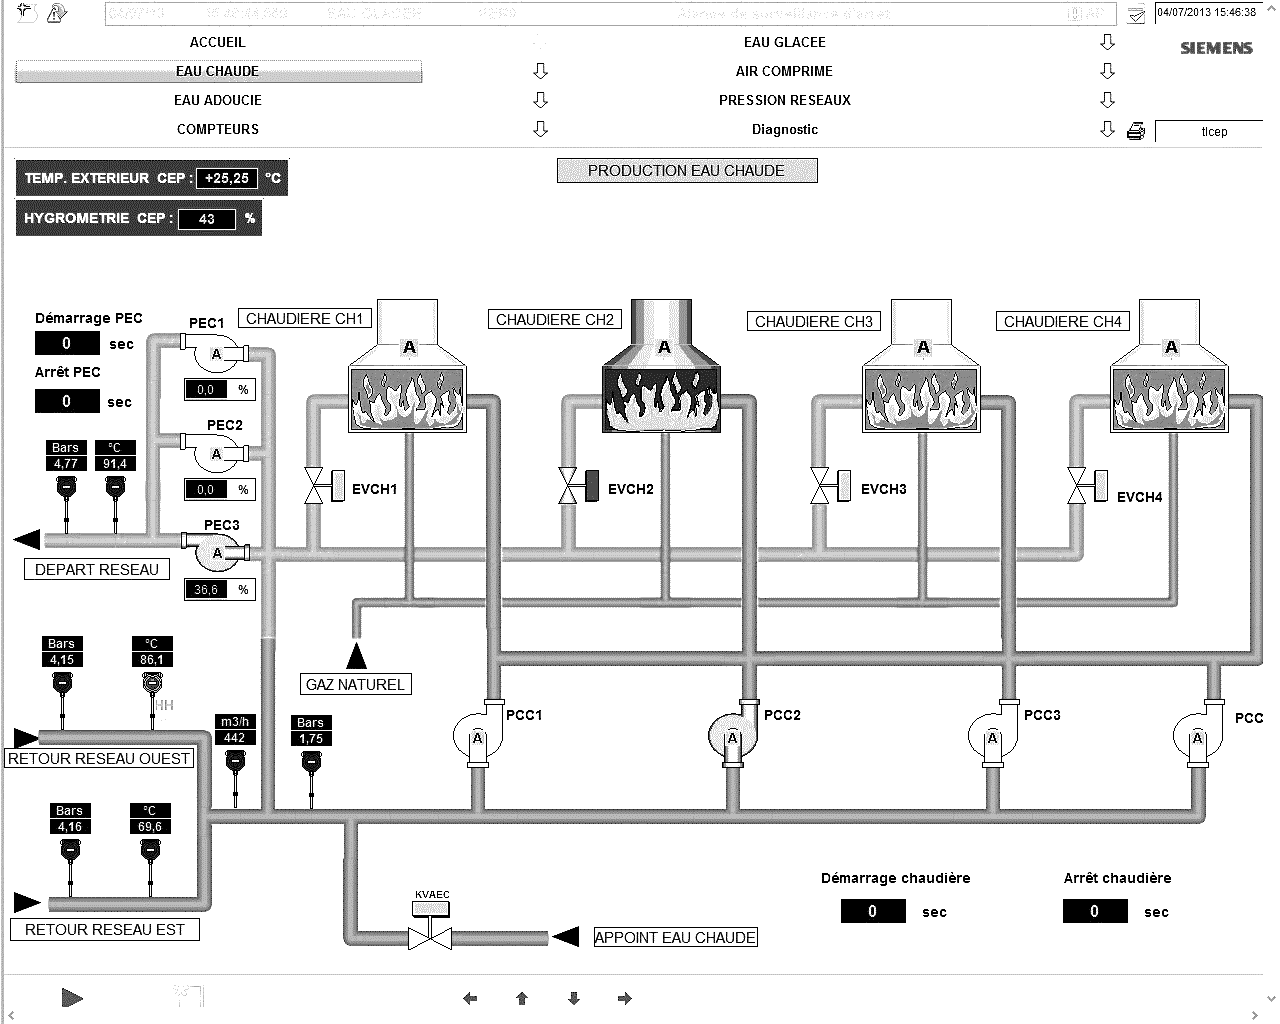 04/07/2013 15:46:38
ACCUEIL
EAU GLACEE
SIEMENS
EAU CHAUDE
AIR COMPRIME
EAU ADOUCIE
PRESSION RESEAUX
COMPTEURS
Diagnostic
tlcep
TEMP. EXTERIEUR CEP : +25,25 °C
PRODUCTION EAU CHAUDE
HYGROMETRIE CEP : 43 %
Démarrage PEC
0 sec
Arrêt PEC
0 sec
PEC1
A
0,0 %
PEC2
A
0,0 %
PEC3
A
36,6 %
CHAUDIERE CH1
A
CHAUDIERE CH2
A
CHAUDIERE CH3
A
CHAUDIERE CH4
A
Bars
4,77
°C
91,4
EVCH1
EVCH2
EVCH3
EVCH4
DEPART RESEAU
Bars
4,15
°C
86,1
HH
GAZ NATUREL
RETOUR RESEAU OUEST
m3/h
442
Bars
1,75
PCC1
A
PCC2
A
PCC3
A
PCC
A
Bars
4,16
°C
69,6
RETOUR RESEAU EST
KVAEC
APPOINT EAU CHAUDE
Démarrage chaudière
0 sec
Arrêt chaudière
0 sec